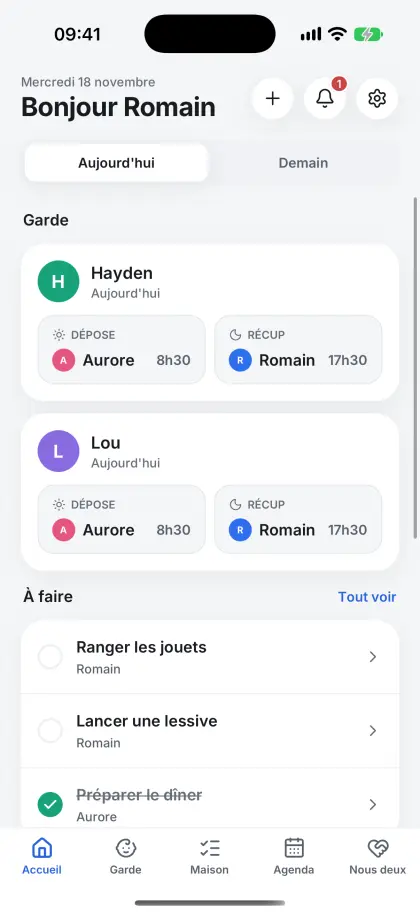 09:41
Mercredi 18 novembre
Bonjour Romain
1
Aujourd'hui
Demain
Garde
H
Hayden
Aujourd'hui
DÉPOSE
A Aurore 8h30
RÉCUP
R Romain 17h30
L
Lou
Aujourd'hui
DÉPOSE
A Aurore 8h30
RÉCUP
R Romain 17h30
À faire
Tout voir
Ranger les jouets
Romain
Lancer une lessive
Romain
Préparer le dîner
Aurore
Accueil
Garde
Maison
Agenda
Nous deux